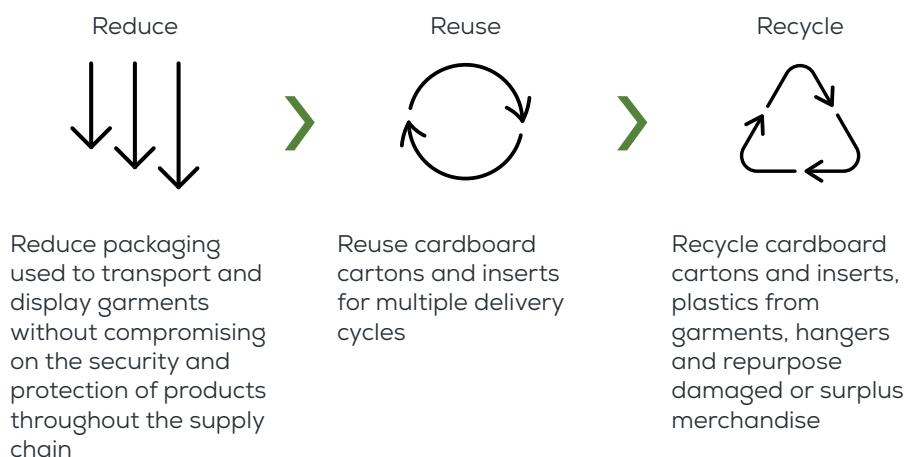 Reduce
Reduce packaging
used to transport and
display garments
without compromising
on the security and
protection of products
throughout the supply
chain
Reuse
Reuse cardboard
cartons and inserts
for multiple delivery
cycles
Recycle
Recycle cardboard
cartons and inserts,
plastics from
garments, hangers
and repurpose
damaged or surplus
merchandise